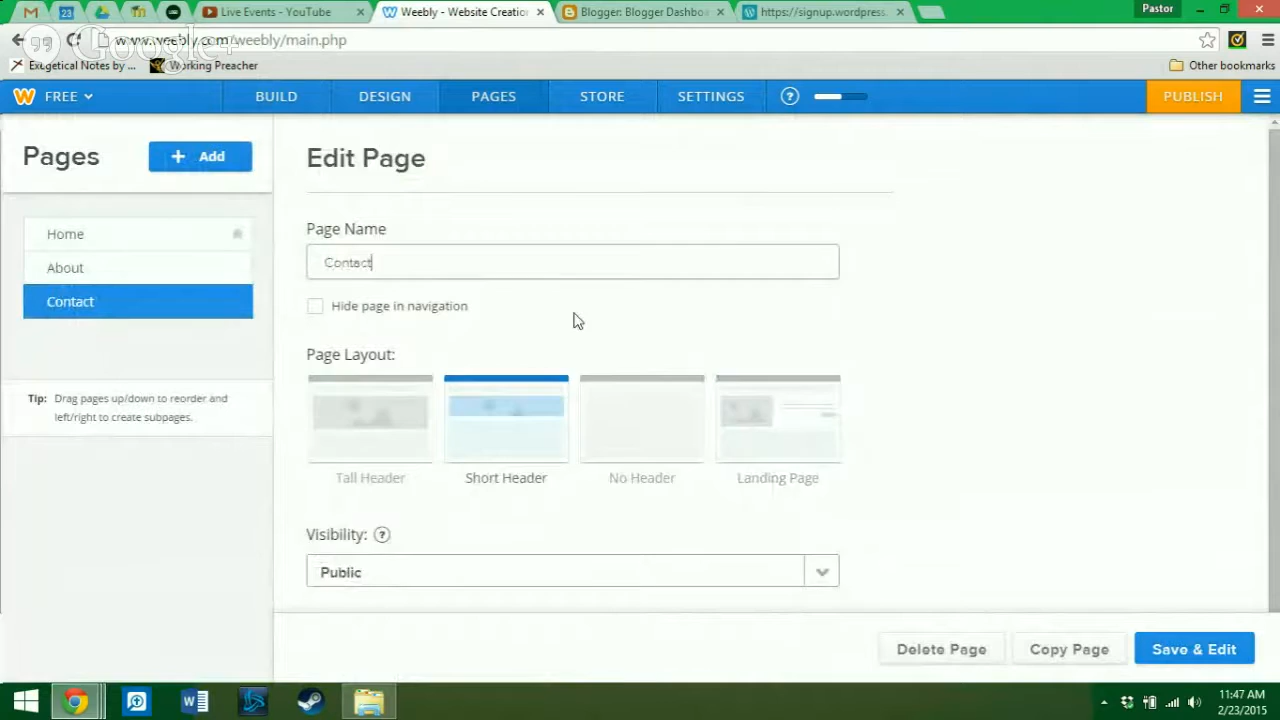 Live Events - YouTube
Weebly - Website Creation
Blogger: Blogger Dashbo
https://signup.wordpress.
Pastor
www.weebly.com/weebly/main.php
Google+
Exegetical Notes by ...
Working Preacher
Other bookmarks
FREE
BUILD
DESIGN
PAGES
STORE
SETTINGS
?
PUBLISH
Pages
+ Add
Home
About
Contact
Tip: Drag pages up/down to reorder and
left/right to create subpages.
Edit Page
Page Name
Contact
Hide page in navigation
Page Layout:
Tall Header
Short Header
No Header
Landing Page
Visibility: ?
Public
Delete Page
Copy Page
Save & Edit
11:47 AM
2/23/2015